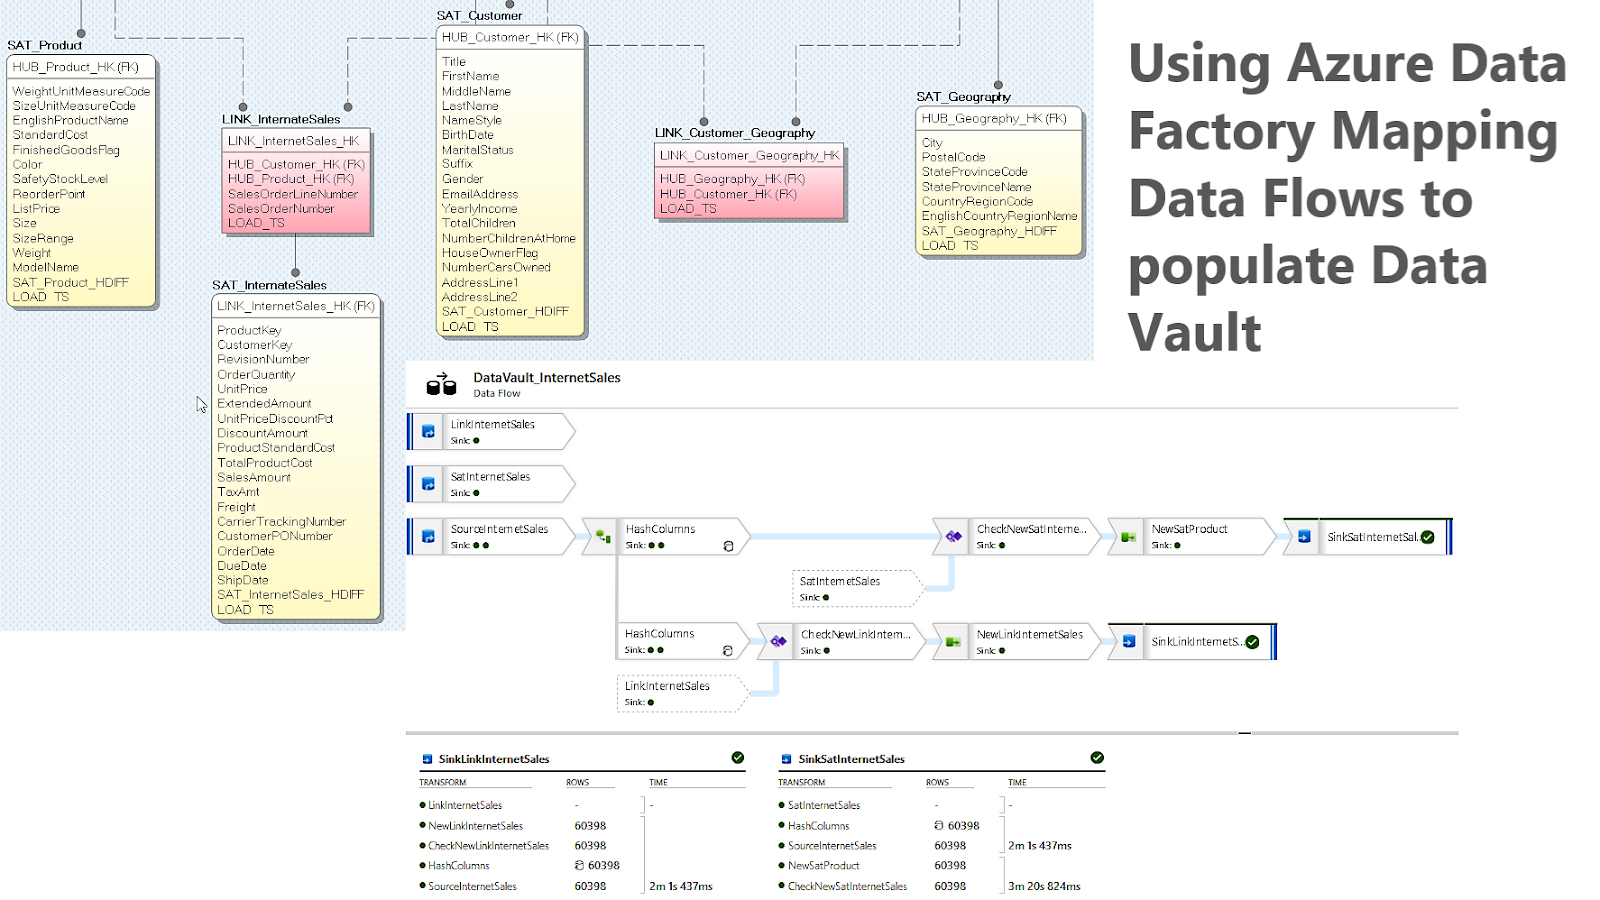 SAT_Product
HUB_Product_HK (FK)
WeightUnitMeasureCode
SizeUnitMeasureCode
EnglishProductName
StandardCost
FinishedGoodsFlag
Color
SafetyStockLevel
ReorderPoint
ListPrice
Size
SizeRange
Weight
ModelName
SAT_Product_HDIFF
LOAD_TS
LINK_InternateSales
LINK_InternetSales_HK
HUB_Customer_HK (FK)
HUB_Product_HK (FK)
SalesOrderLineNumber
SalesOrderNumber
LOAD_TS
SAT_InternateSales
LINK_InternetSales_HK (FK)
ProductKey
CustomerKey
RevisionNumber
OrderQuantity
UnitPrice
ExtendedAmount
UnitPriceDiscountPct
DiscountAmount
ProductStandardCost
TotalProductCost
SalesAmount
TaxAmt
Freight
CarrierTrackingNumber
CustomerPONumber
OrderDate
DueDate
ShipDate
SAT_InternetSales_HDIFF
LOAD_TS
SAT_Customer
HUB_Customer_HK (FK)
Title
FirstName
MiddleName
LastName
NameStyle
BirthDate
MaritalStatus
Suffix
Gender
EmailAddress
YearlyIncome
TotalChildren
NumberChildrenAtHome
HouseOwnerFlag
NumberCarsOwned
AddressLine1
AddressLine2
SAT_Customer_HDIFF
LOAD_TS
LINK_Customer_Geography
LINK_Customer_Geography_HK
HUB_Geography_HK (FK)
HUB_Customer_HK (FK)
LOAD_TS
SAT_Geography
HUB_Geography_HK (FK)
City
PostalCode
StateProvinceCode
StateProvinceName
CountryRegionCode
EnglishCountryRegionName
SAT_Geography_HDIFF
LOAD_TS
Using Azure Data
Factory Mapping
Data Flows to
populate Data
Vault
DataVault_InternetSales
Data Flow
LinkInternetSales
Sink:
SatInternetSales
Sink:
SourceInternetSales
Sink:
HashColumns
Sink:
CheckNewSatInterne...
Sink:
NewSatProduct
Sink:
SinkSatInternetSal...
SatInternetSales
Sink:
HashColumns
Sink:
CheckNewLinkIntern...
Sink:
NewLinkInternetSales
Sink:
SinkLinkInternetS...
LinkInternetSales
Sink:
SinkLinkInternetSales
TRANSFORM ROWS TIME
LinkInternetSales - -
NewLinkInternetSales 60398
CheckNewLinkInternetSales 60398
HashColumns 60398
SourceInternetSales 60398 2m 1s 437ms
SinkSatInternetSales
TRANSFORM ROWS TIME
SatInternetSales - -
HashColumns 60398
SourceInternetSales 60398 2m 1s 437ms
NewSatProduct 60398
CheckNewSatInternetSales 60398 3m 20s 824ms